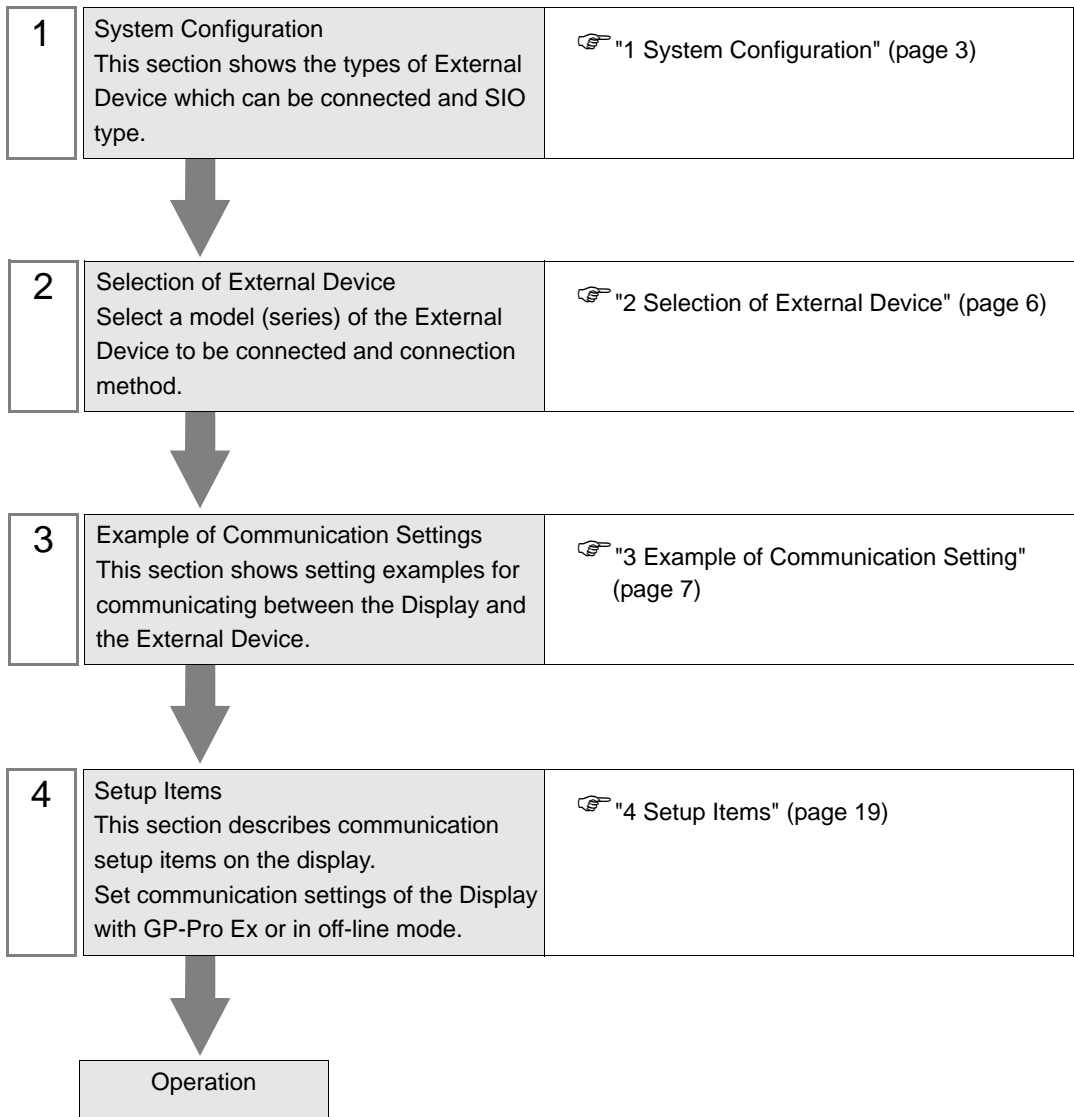 1
System Configuration
This section shows the types of External
Device which can be connected and SIO
type.
"1 System Configuration" (page 3)
2
Selection of External Device
Select a model (series) of the External
Device to be connected and connection
method.
"2 Selection of External Device" (page 6)
3
Example of Communication Settings
This section shows setting examples for
communicating between the Display and
the External Device.
"3 Example of Communication Setting"
(page 7)
4
Setup Items
This section describes communication
setup items on the display.
Set communication settings of the Display
with GP-Pro Ex or in off-line mode.
"4 Setup Items" (page 19)
Operation